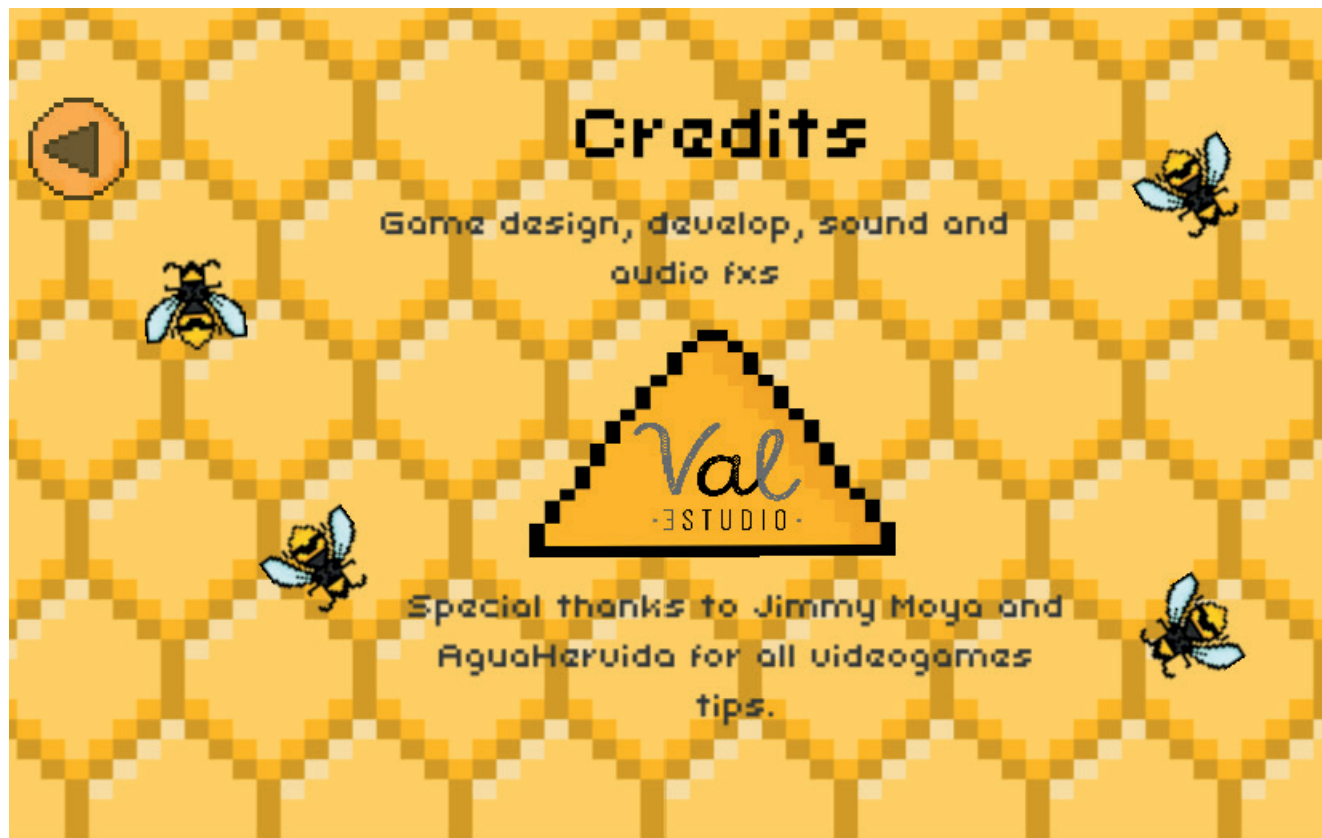 Credits
Game design, develop, sound and
audio fxs
Val
·ƎSTUDIO·
Special thanks to Jimmy Moya and
AguaHervida for all videogames
tips.